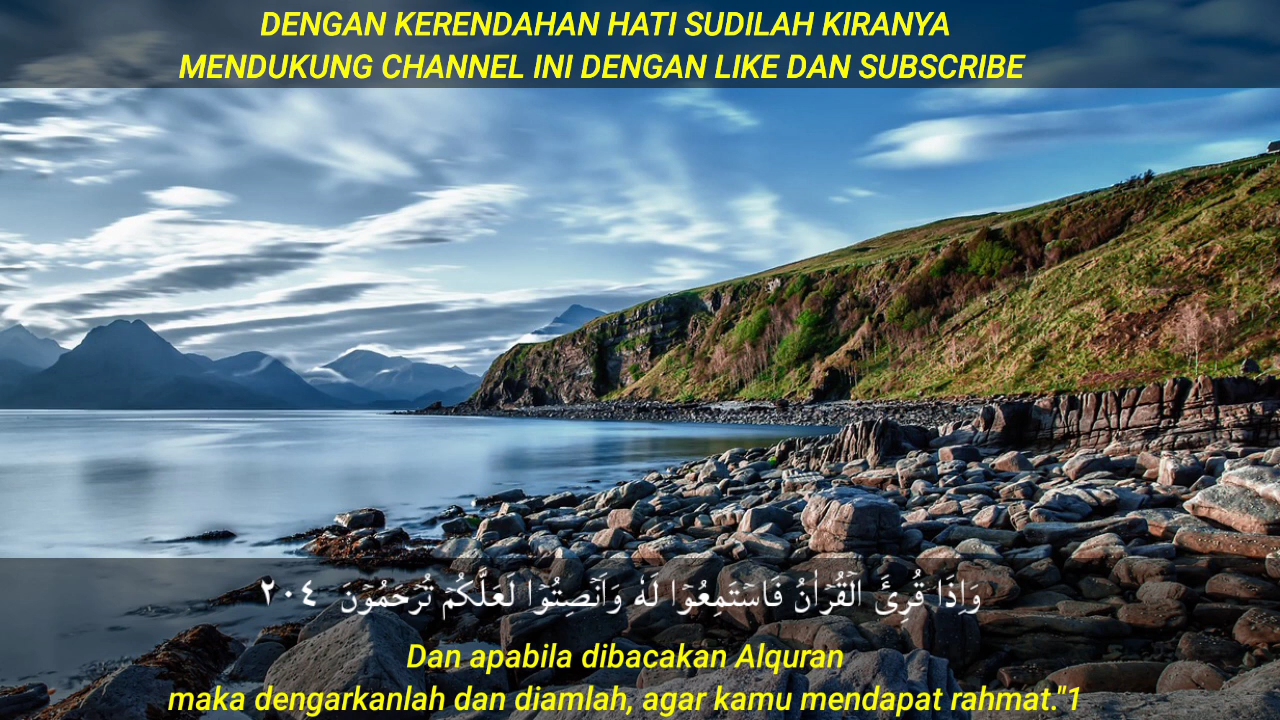 DENGAN KERENDAHAN HATI SUDILAH KIRANYA
MENDUKUNG CHANNEL INI DENGAN LIKE DAN SUBSCRIBE
وَاِذَا قُرِئَ الْقُرْاٰنُ فَاسْتَمِعُوْا لَهٗ وَاَنْصِتُوْا لَعَلَّكُمْ تُرْحَمُوْنَ ٢٠٤
Dan apabila dibacakan Alquran
maka dengarkanlah dan diamlah, agar kamu mendapat rahmat."1